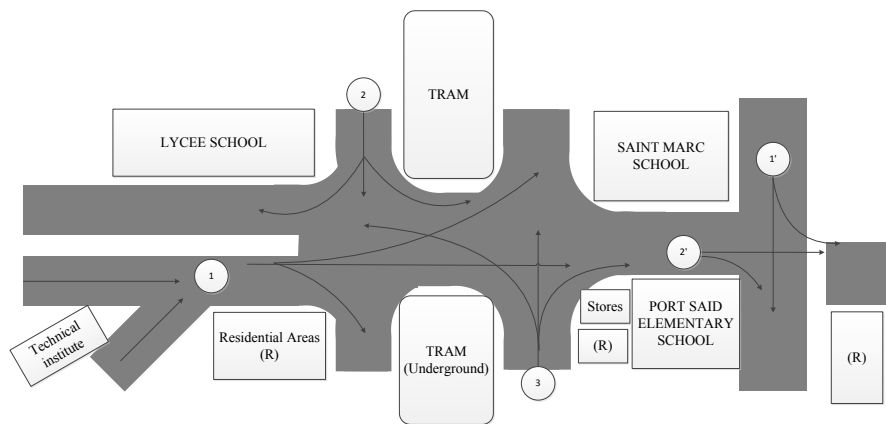 2
TRAM
LYCEE SCHOOL
SAINT MARC
SCHOOL
1'
2'
1
Technical
institute
Residential Areas
(R)
TRAM
(Underground)
3
Stores
(R)
PORT SAID
ELEMENTARY
SCHOOL
(R)